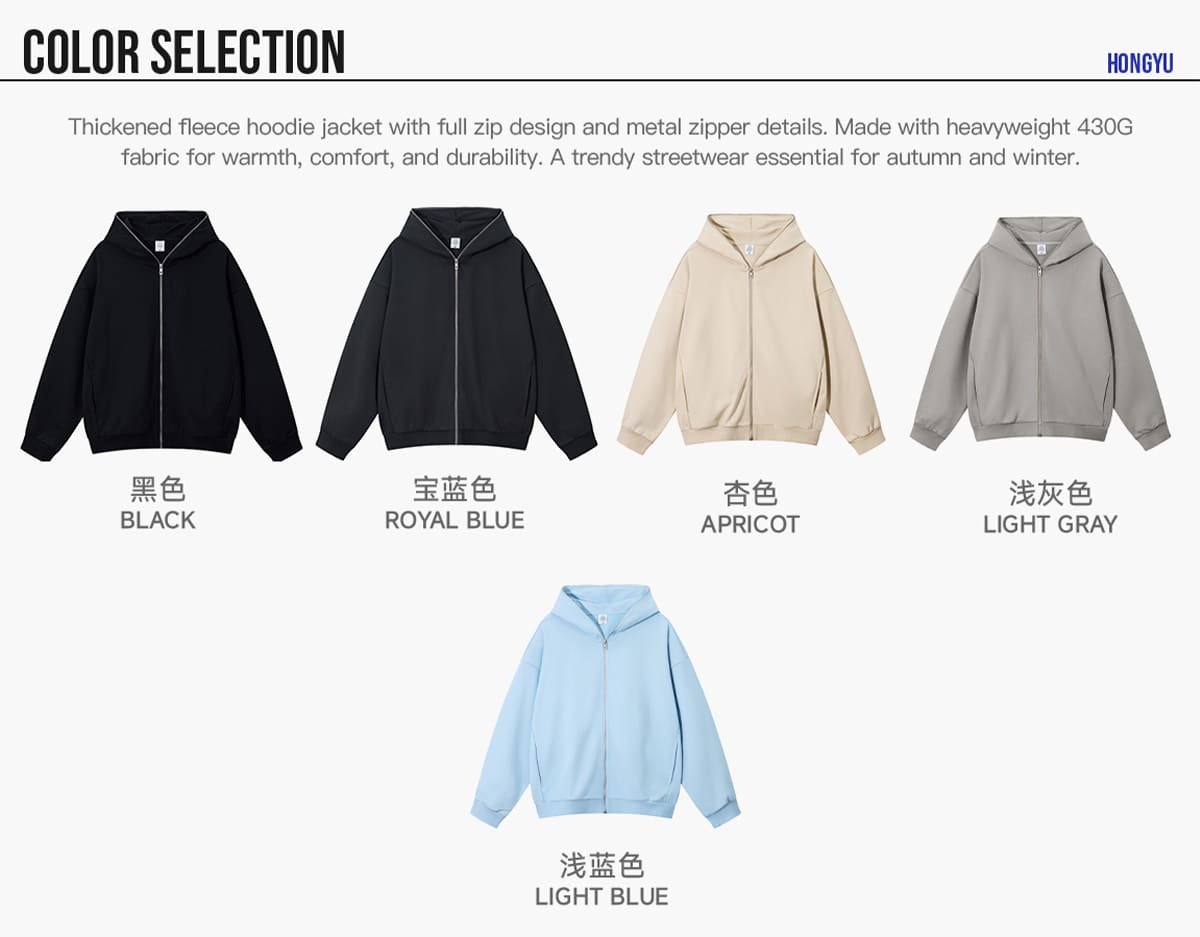 COLOR SELECTION
HONGYU
Thickened fleece hoodie jacket with full zip design and metal zipper details. Made with heavyweight 430G
fabric for warmth, comfort, and durability. A trendy streetwear essential for autumn and winter.
黑色
BLACK
宝蓝色
ROYAL BLUE
杏色
APRICOT
浅灰色
LIGHT GRAY
浅蓝色
LIGHT BLUE